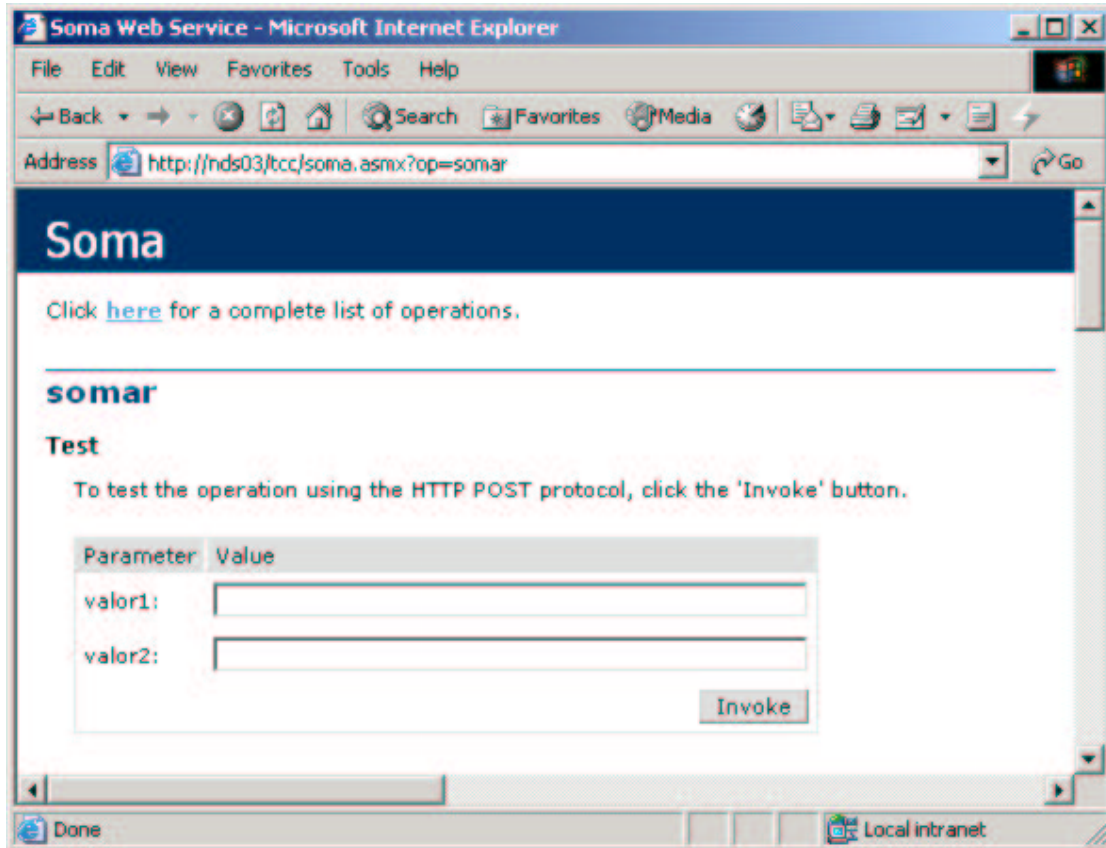 Soma Web Service - Microsoft Internet Explorer
File Edit View Favorites Tools Help
Back Search Favorites Media
Address http://nds03/tcc/soma.asmx?op=somar Go
Soma
Click here for a complete list of operations.
somar
Test
To test the operation using the HTTP POST protocol, click the 'Invoke' button.
Parameter Value
valor1:
valor2:
Invoke
Done Local intranet